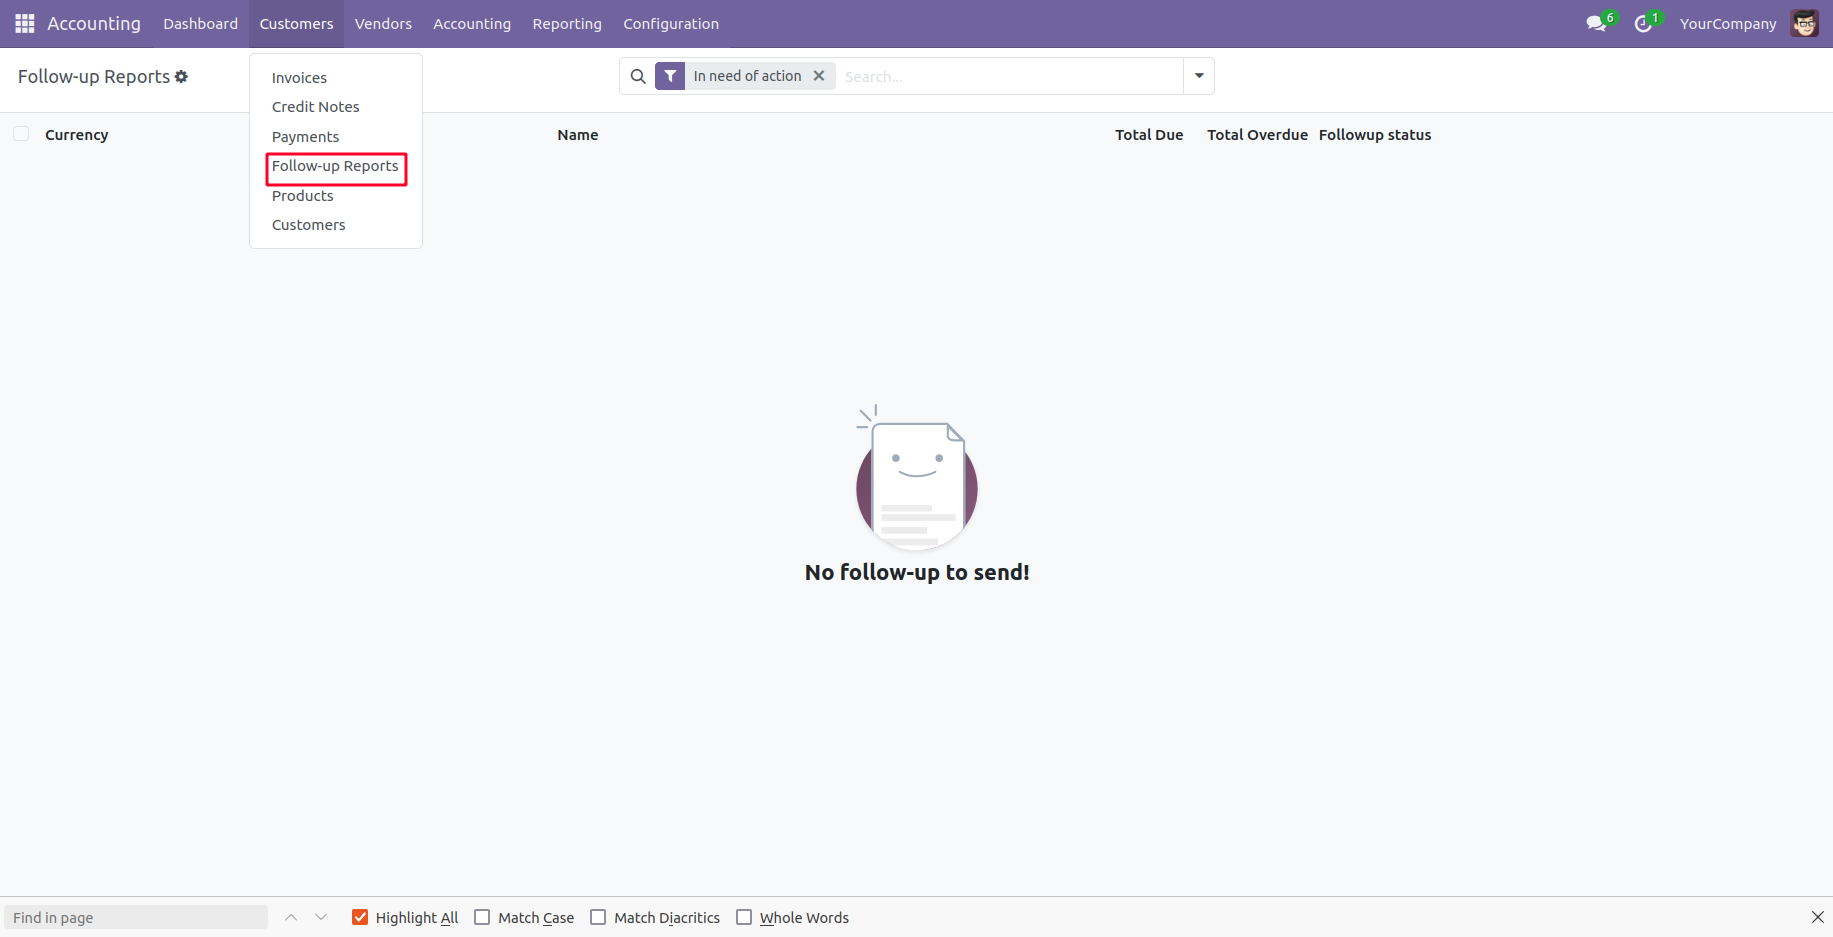 Accounting Dashboard Customers Vendors Accounting Reporting Configuration 6 1 YourCompany
Follow-up Reports In need of action Search...
Invoices
Credit Notes
Payments
Follow-up Reports
Products
Customers
Currency Name Total Due Total Overdue Followup status
No follow-up to send!
Find in page Highlight All Match Case Match Diacritics Whole Words